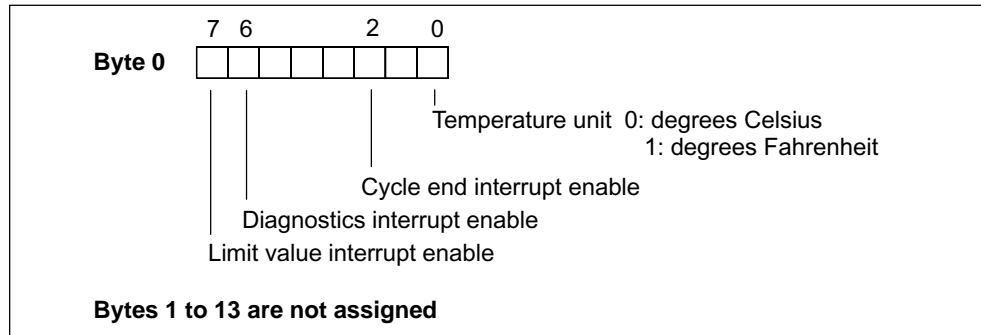 7 6 2 0
Byte 0
Temperature unit 0: degrees Celsius
1: degrees Fahrenheit
Cycle end interrupt enable
Diagnostics interrupt enable
Limit value interrupt enable
Bytes 1 to 13 are not assigned